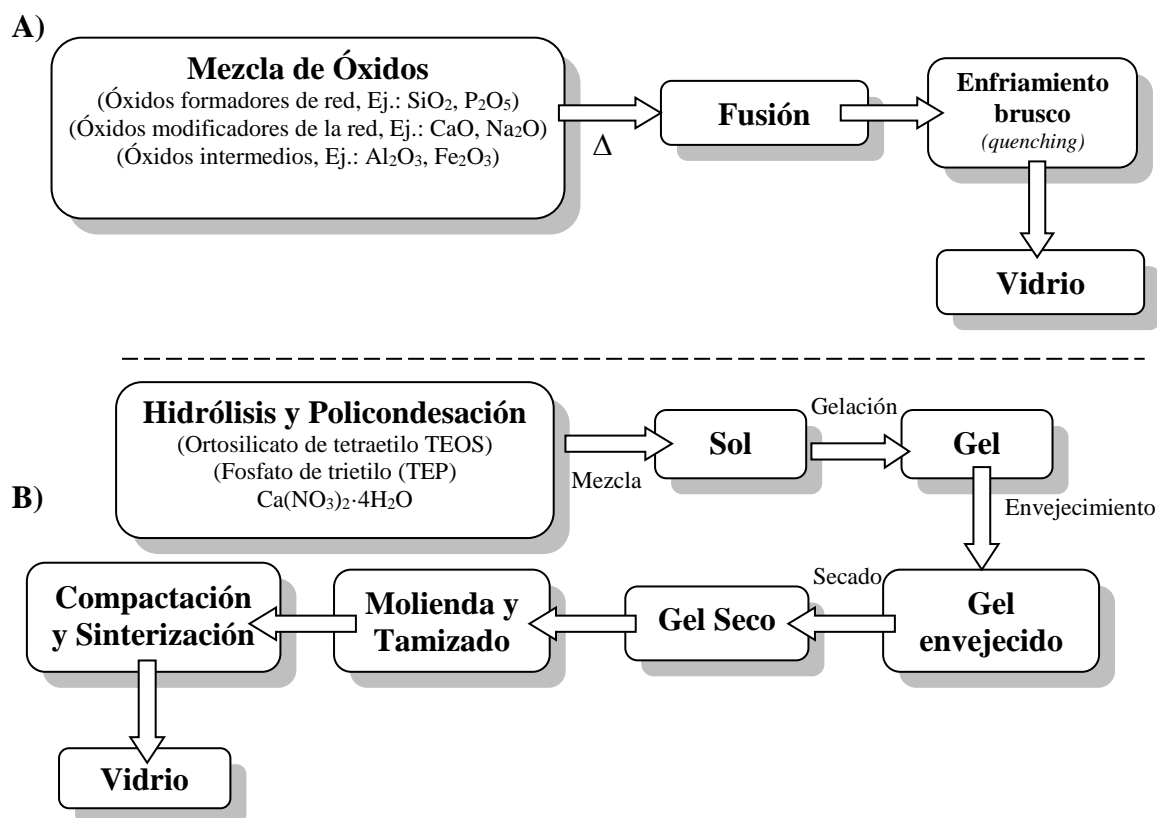 A)
Mezcla de Óxidos
(Óxidos formadores de red, Ej.: SiO₂, P₂O₅)
(Óxidos modificadores de la red, Ej.: CaO, Na₂O)
(Óxidos intermedios, Ej.: Al₂O₃, Fe₂O₃)
Δ
Fusión
Enfriamiento
brusco
(quenching)
Vidrio
B)
Hidrólisis y Policondesación
(Ortosilicato de tetraetilo TEOS)
(Fosfato de trietilo (TEP)
Ca(NO₃)₂·4H₂O
Mezcla
Sol
Gelación
Gel
Envejecimiento
Gel
envejecido
Secado
Gel Seco
Molienda y
Tamizado
Compactación
y Sinterización
Vidrio